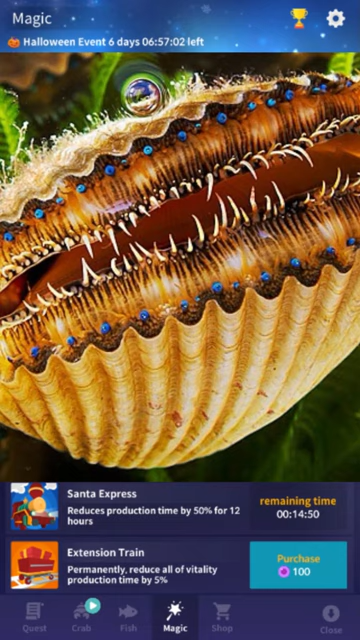 Magic
Halloween Event 6 days 06:57:02 left
Santa Express
Reduces production time by 50% for 12
hours
remaining time
00:14:50
Extension Train
Permanently, reduce all of vitality
production time by 5%
Purchase
100
Quest
Crab
Fish
Magic
Shop
Close